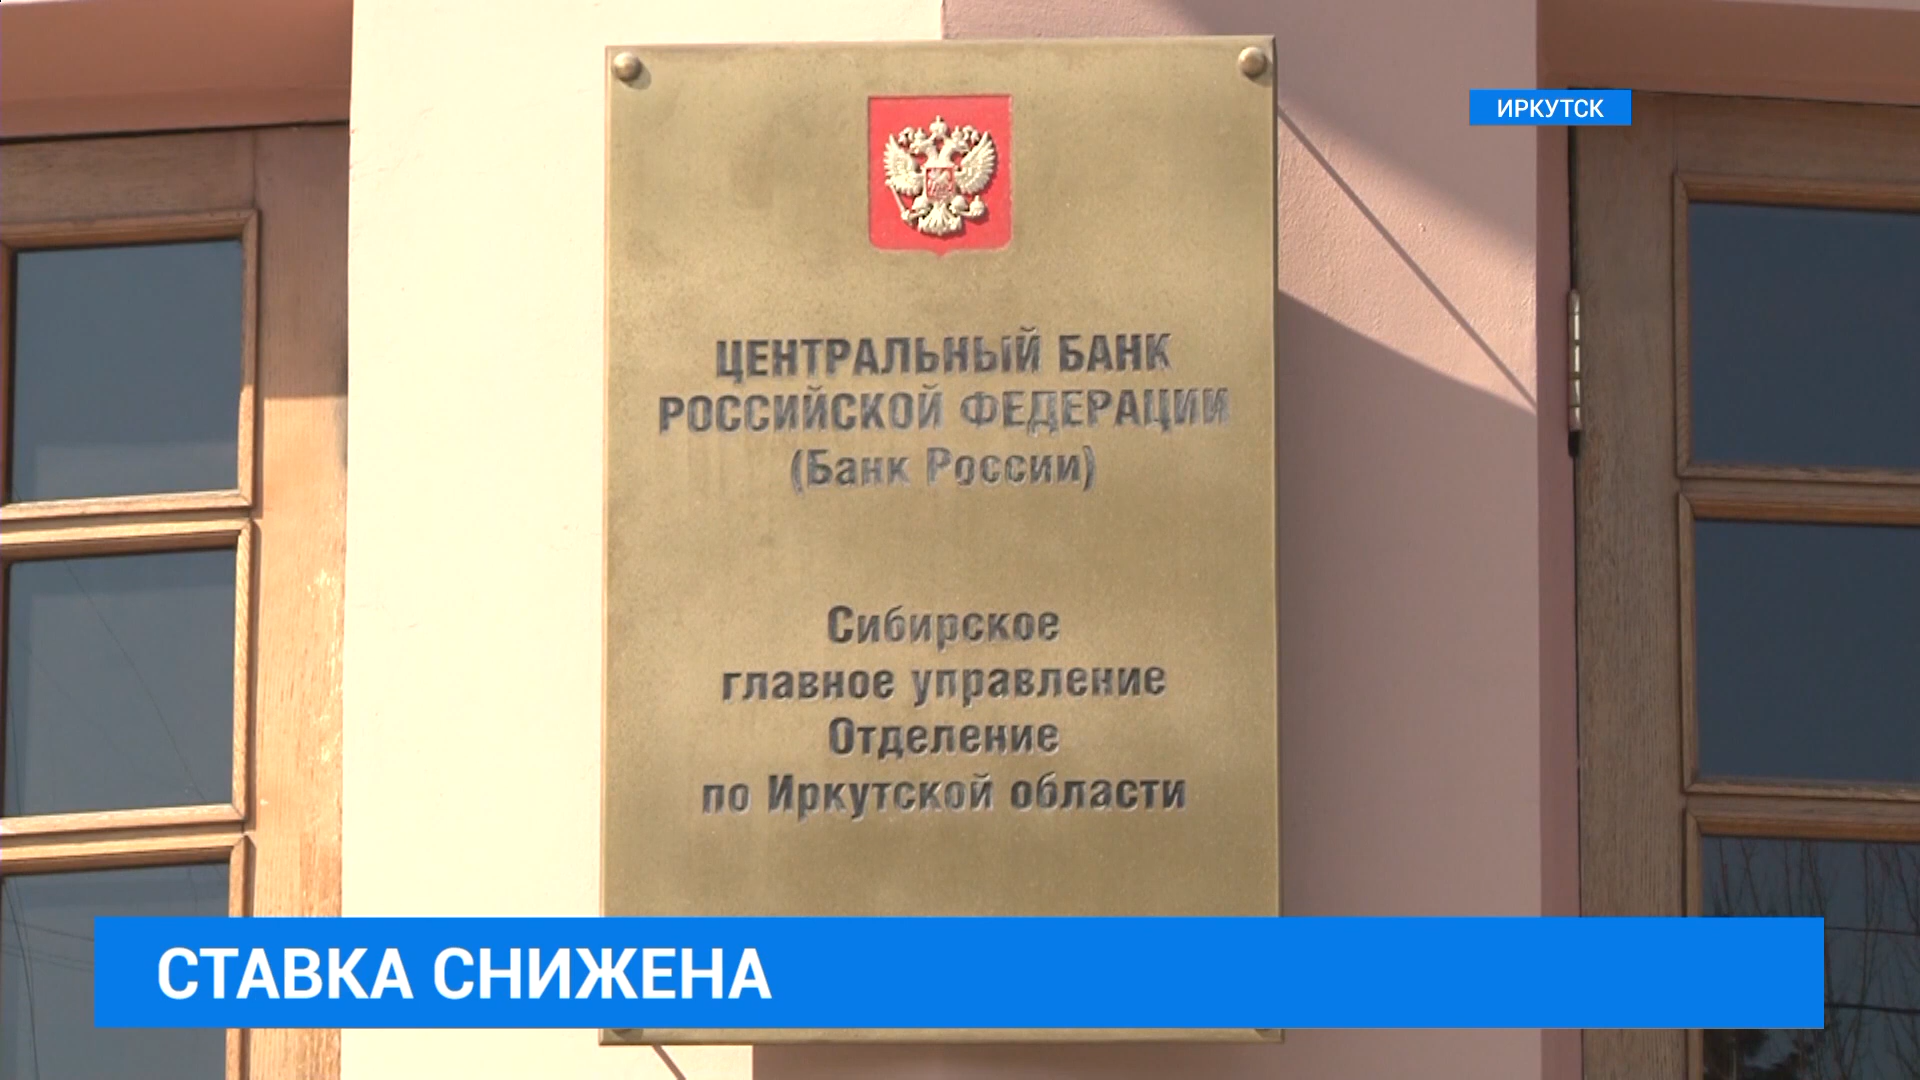 ИРКУТСК
ЦЕНТРАЛЬНЫЙ БАНК
РОССИЙСКОЙ ФЕДЕРАЦИИ
(Банк России)
Сибирское
главное управление
Отделение
по Иркутской области
СТАВКА СНИЖЕНА